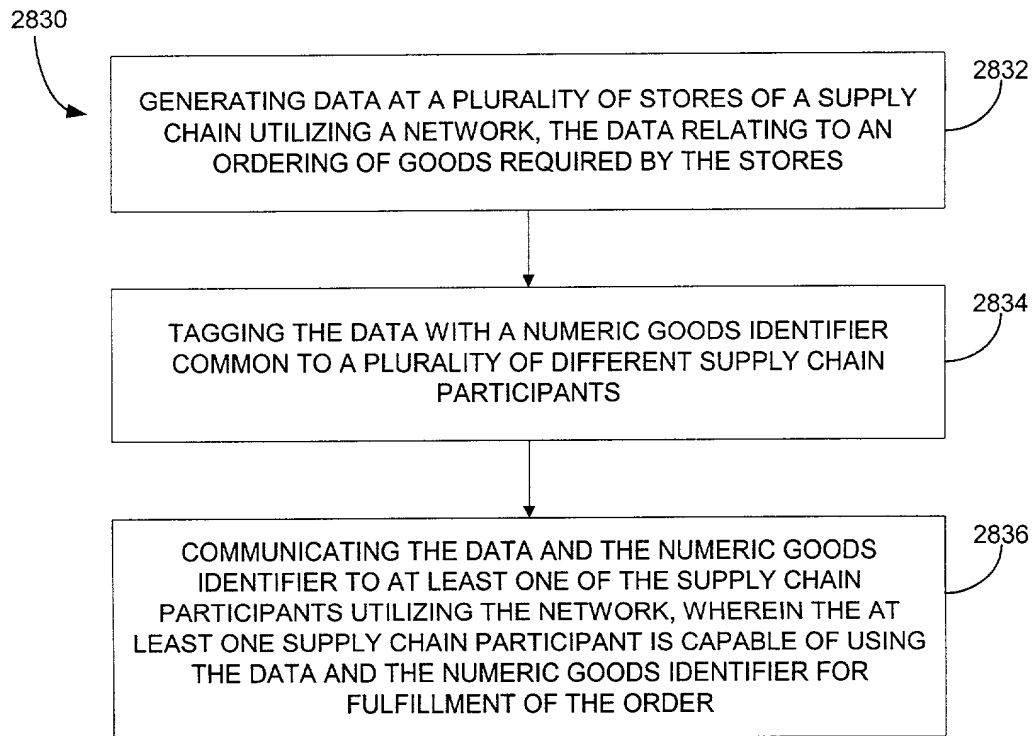 2830
2832
GENERATING DATA AT A PLURALITY OF STORES OF A SUPPLY
CHAIN UTILIZING A NETWORK, THE DATA RELATING TO AN
ORDERING OF GOODS REQUIRED BY THE STORES
2834
TAGGING THE DATA WITH A NUMERIC GOODS IDENTIFIER
COMMON TO A PLURALITY OF DIFFERENT SUPPLY CHAIN
PARTICIPANTS
2836
COMMUNICATING THE DATA AND THE NUMERIC GOODS
IDENTIFIER TO AT LEAST ONE OF THE SUPPLY CHAIN
PARTICIPANTS UTILIZING THE NETWORK, WHEREIN THE AT
LEAST ONE SUPPLY CHAIN PARTICIPANT IS CAPABLE OF USING
THE DATA AND THE NUMERIC GOODS IDENTIFIER FOR
FULFILLMENT OF THE ORDER